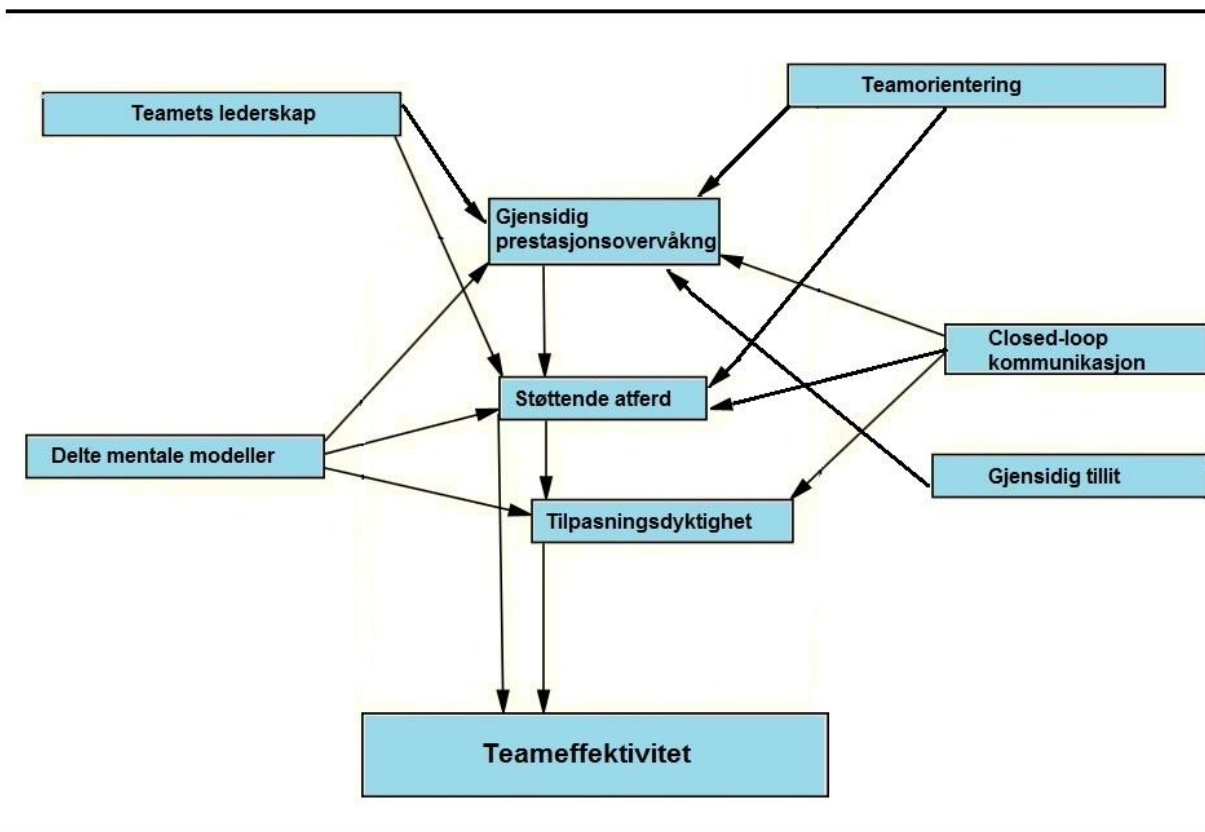 Teamorientering
Teamets lederskap
Gjensidig
prestasjonsovervåkng
Closed-loop
kommunikasjon
Støttende atferd
Delte mentale modeller
Gjensidig tillit
Tilpasningsdyktighet
Teameffektivitet